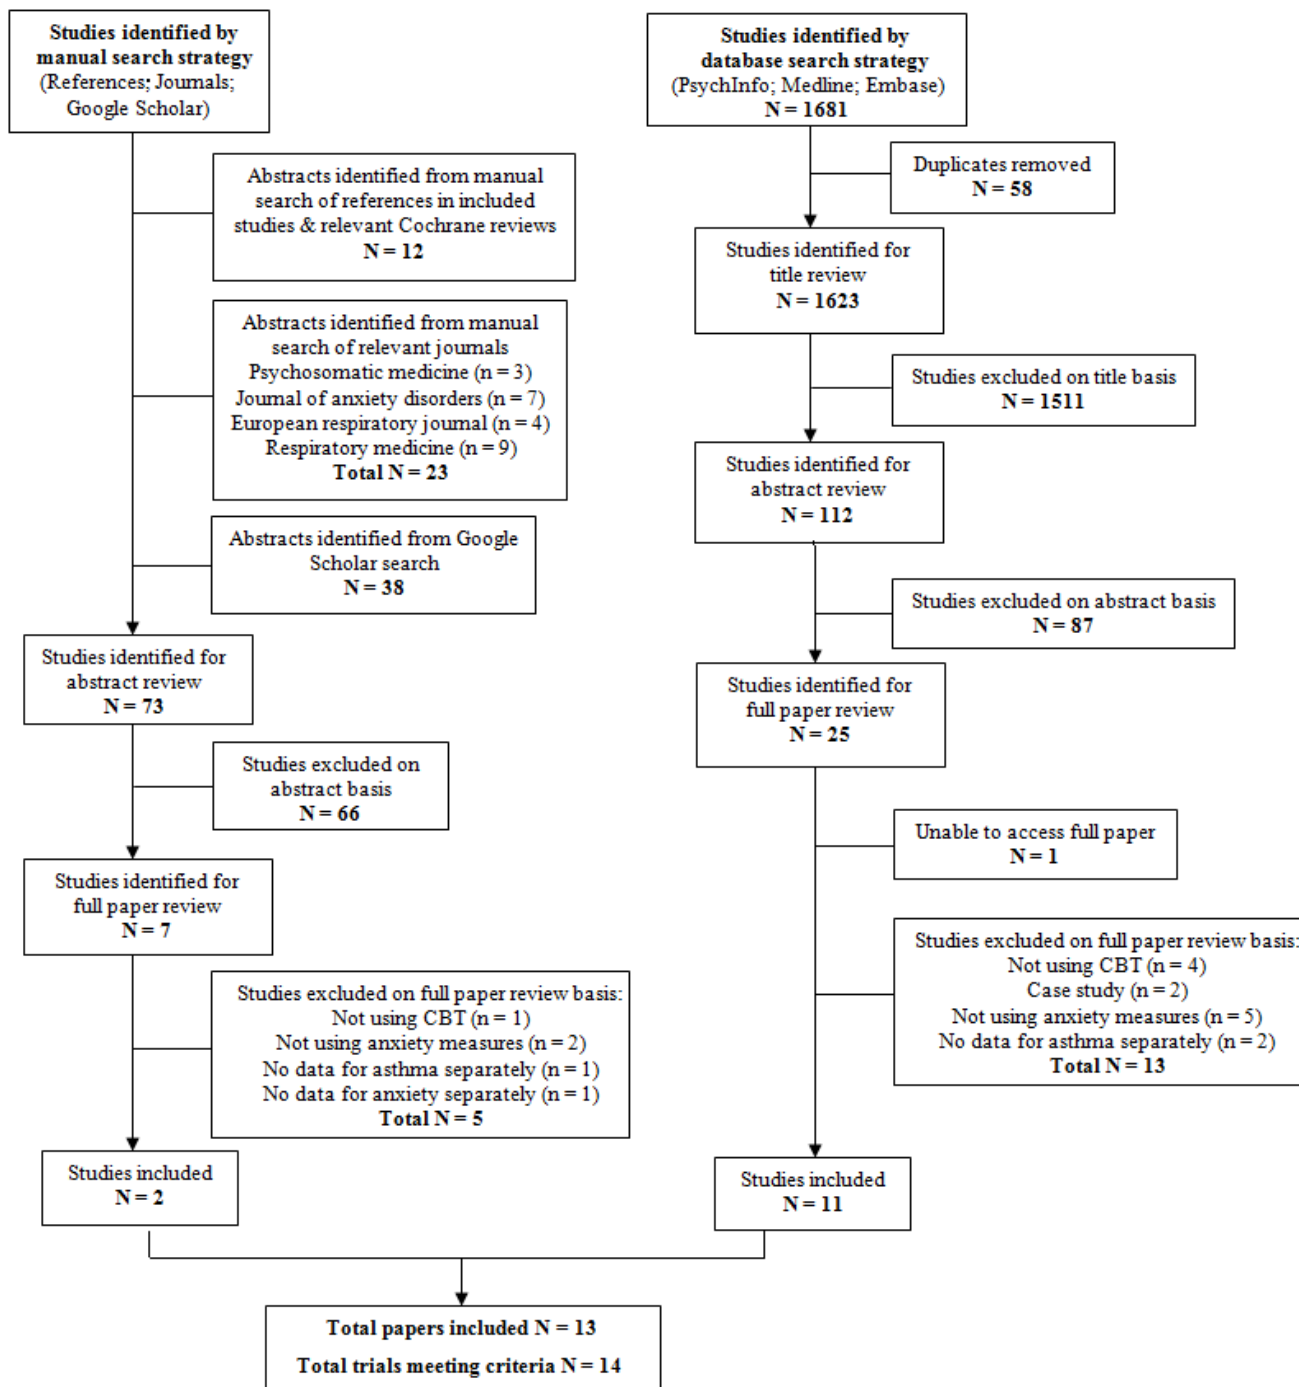 Studies identified by
manual search strategy
(References; Journals;
Google Scholar)
Abstracts identified from manual
search of references in included
studies & relevant Cochrane reviews
N = 12
Abstracts identified from manual
search of relevant journals
Psychosomatic medicine (n = 3)
Journal of anxiety disorders (n = 7)
European respiratory journal (n = 4)
Respiratory medicine (n = 9)
Total N = 23
Abstracts identified from Google
Scholar search
N = 38
Studies identified for
abstract review
N = 73
Studies excluded on
abstract basis
N = 66
Studies identified for
full paper review
N = 7
Studies excluded on full paper review basis:
Not using CBT (n = 1)
Not using anxiety measures (n = 2)
No data for asthma separately (n = 1)
No data for anxiety separately (n = 1)
Total N = 5
Studies included
N = 2
Studies identified by
database search strategy
(PsychInfo; Medline; Embase)
N = 1681
Duplicates removed
N = 58
Studies identified for
title review
N = 1623
Studies excluded on title basis
N = 1511
Studies identified for
abstract review
N = 112
Studies excluded on abstract basis
N = 87
Studies identified for
full paper review
N = 25
Unable to access full paper
N = 1
Studies excluded on full paper review basis:
Not using CBT (n = 4)
Case study (n = 2)
Not using anxiety measures (n = 5)
No data for asthma separately (n = 2)
Total N = 13
Studies included
N = 11
Total papers included N = 13
Total trials meeting criteria N = 14